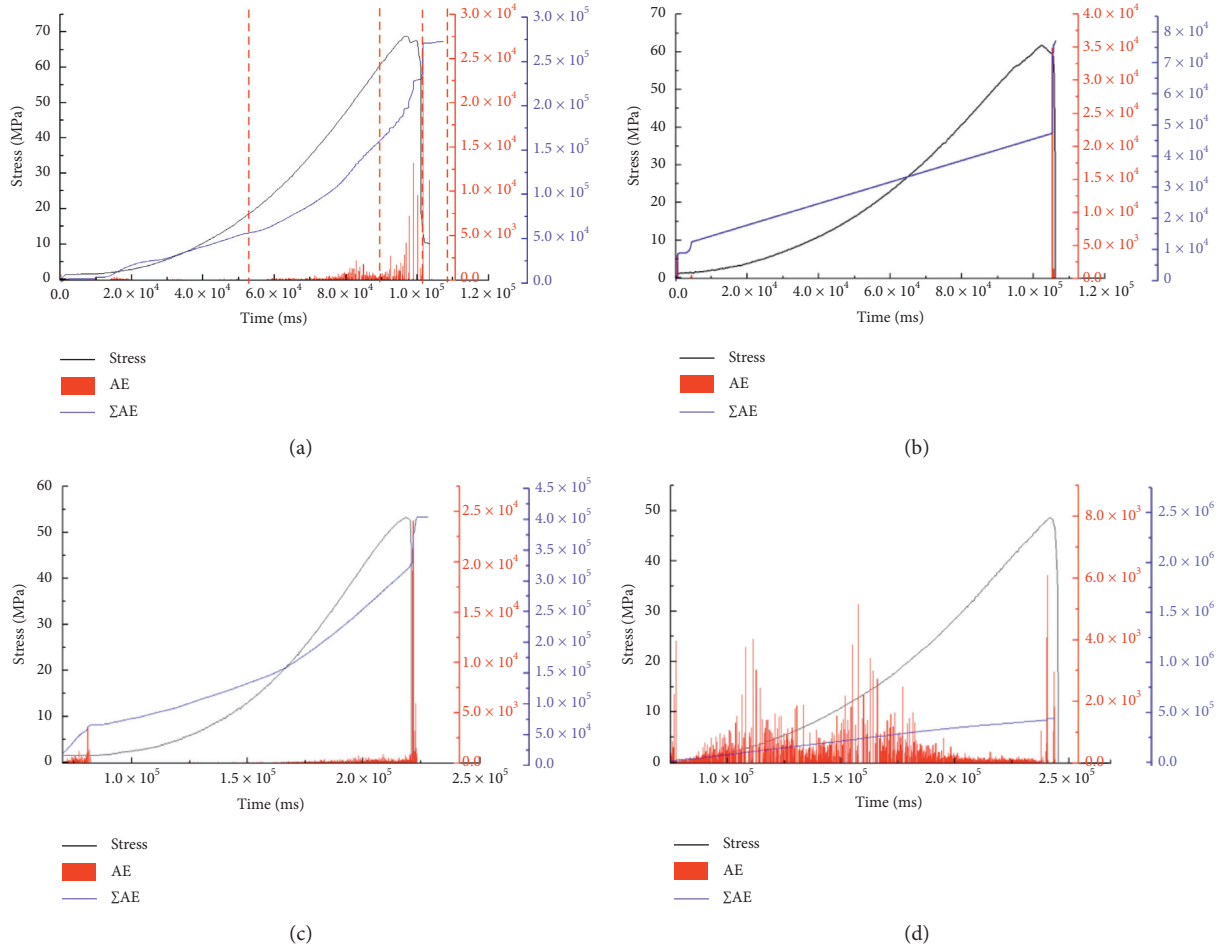 70
60
50
40
30
20
10
0
Stress (MPa)
0.0
2.0 × 10⁴
4.0 × 10⁴
6.0 × 10⁴
8.0 × 10⁴
1.0 × 10⁵
1.2 × 10⁵
Time (ms)
3.0 × 10⁴
2.5 × 10⁴
2.0 × 10⁴
1.5 × 10⁴
1.0 × 10⁴
5.0 × 10³
0.0
3.0 × 10⁵
2.5 × 10⁵
2.0 × 10⁵
1.5 × 10⁵
1.0 × 10⁵
5.0 × 10⁴
0.0
Stress
AE
∑AE
(a)
70
60
50
40
30
20
10
0
Stress (MPa)
0.0
2.0 × 10⁴
4.0 × 10⁴
6.0 × 10⁴
8.0 × 10⁴
1.0 × 10⁵
1.2 × 10⁵
Time (ms)
4.0 × 10⁴
3.5 × 10⁴
3.0 × 10⁴
2.5 × 10⁴
2.0 × 10⁴
1.5 × 10⁴
1.0 × 10⁴
5.0 × 10³
0.0
8 × 10⁴
7 × 10⁴
6 × 10⁴
5 × 10⁴
4 × 10⁴
3 × 10⁴
2 × 10⁴
1 × 10⁴
0
Stress
AE
∑AE
(b)
60
50
40
30
20
10
0
Stress (MPa)
1.0 × 10⁵
1.5 × 10⁵
2.0 × 10⁵
2.5 × 10⁵
Time (ms)
2.5 × 10⁴
2.0 × 10⁴
1.5 × 10⁴
1.0 × 10⁴
5.0 × 10³
0.0
4.5 × 10⁵
4.0 × 10⁵
3.5 × 10⁵
3.0 × 10⁵
2.5 × 10⁵
2.0 × 10⁵
1.5 × 10⁵
1.0 × 10⁵
5.0 × 10⁴
0.0
Stress
AE
∑AE
(c)
50
40
30
20
10
0
Stress (MPa)
1.0 × 10⁵
1.5 × 10⁵
2.0 × 10⁵
2.5 × 10⁵
Time (ms)
8.0 × 10³
6.0 × 10³
4.0 × 10³
2.0 × 10³
0.0
2.5 × 10⁶
2.0 × 10⁶
1.5 × 10⁶
1.0 × 10⁶
5.0 × 10⁵
0.0
Stress
AE
∑AE
(d)